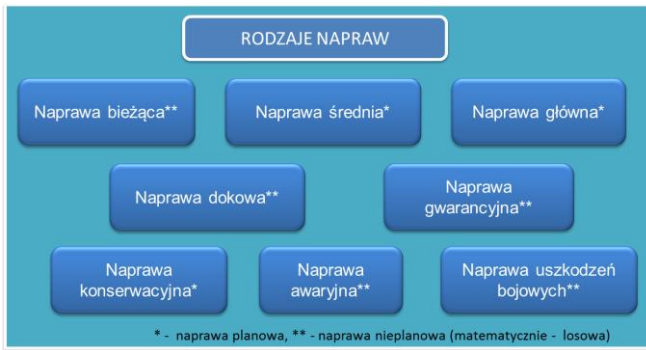 RODZAJE NAPRAW
Naprawa bieżąca**
Naprawa średnia*
Naprawa główna*
Naprawa dokowa**
Naprawa
gwarancyjna**
Naprawa
konserwacyjna*
Naprawa
awaryjna**
Naprawa uszkodzeń
bojowych**
* - naprawa planowa, ** - naprawa nieplanowa (matematycznie - losowa)